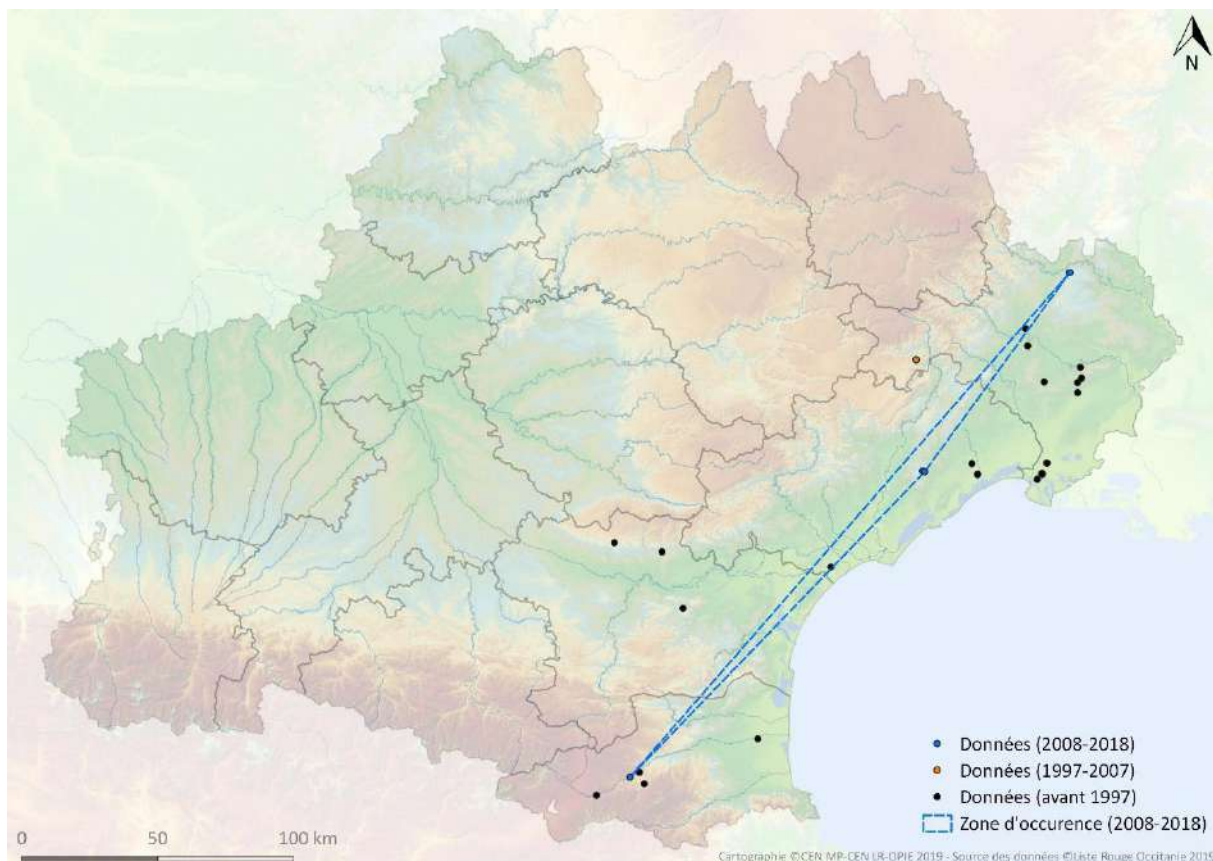 N
Données (2008-2018)
Données (1997-2007)
Données (avant 1997)
Zone d'occurence (2008-2018)
0 50 100 km
Cartographie ©CEN MP-CEN LR-OPIE 2019 - Source des données ©Liste Rouge Occitanie 2019